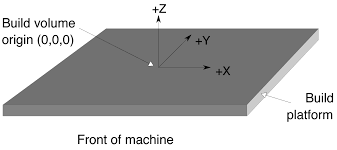 +Z
Build volume
origin (0,0,0)
+Y
+X
Build
platform
Front of machine